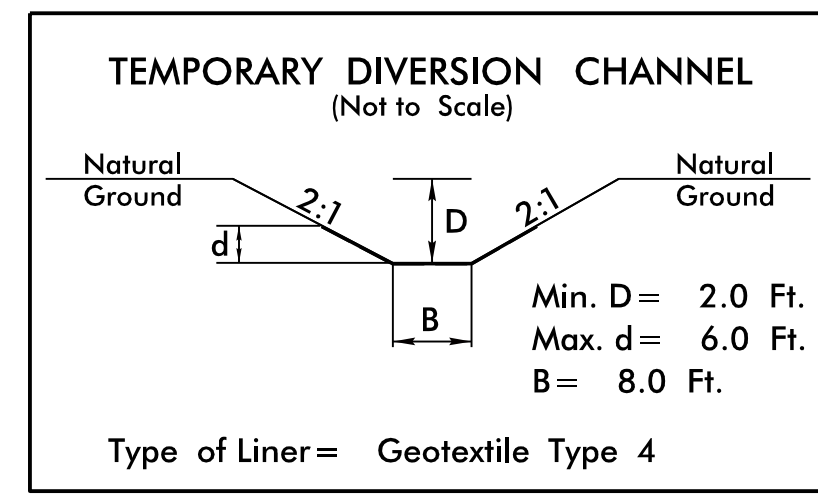 TEMPORARY DIVERSION CHANNEL
(Not to Scale)
Natural
Ground
2:1
D
2:1
Natural
Ground
d
B
Min. D= 2.0 Ft.
Max. d= 6.0 Ft.
B= 8.0 Ft.
Type of Liner= Geotextile Type 4